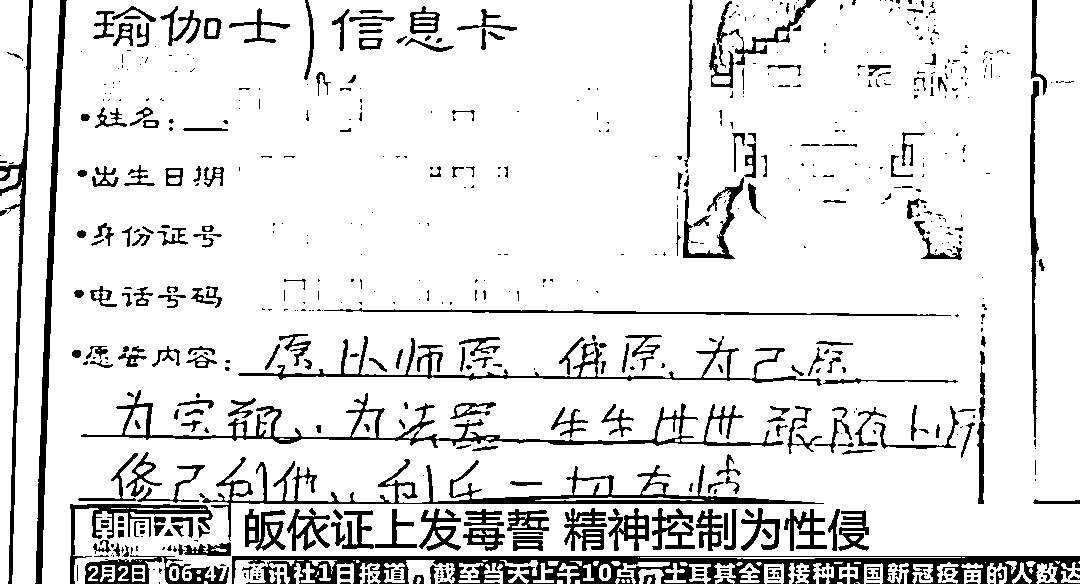 瑜伽士）信息卡
•姓名：
•出生日期
•身份证号
•电话号码
•愿誓内容：愿以师愿、佛愿、为己愿
为宝瓶、为法器 生生世世跟随上师
修己利他、利乐一切有情
朝闻天下 皈依证上发毒誓 精神控制为性侵
2月2日 06:47 通讯社1日报道，截至当天上午10点，土耳其全国接种中国新冠疫苗的人数达